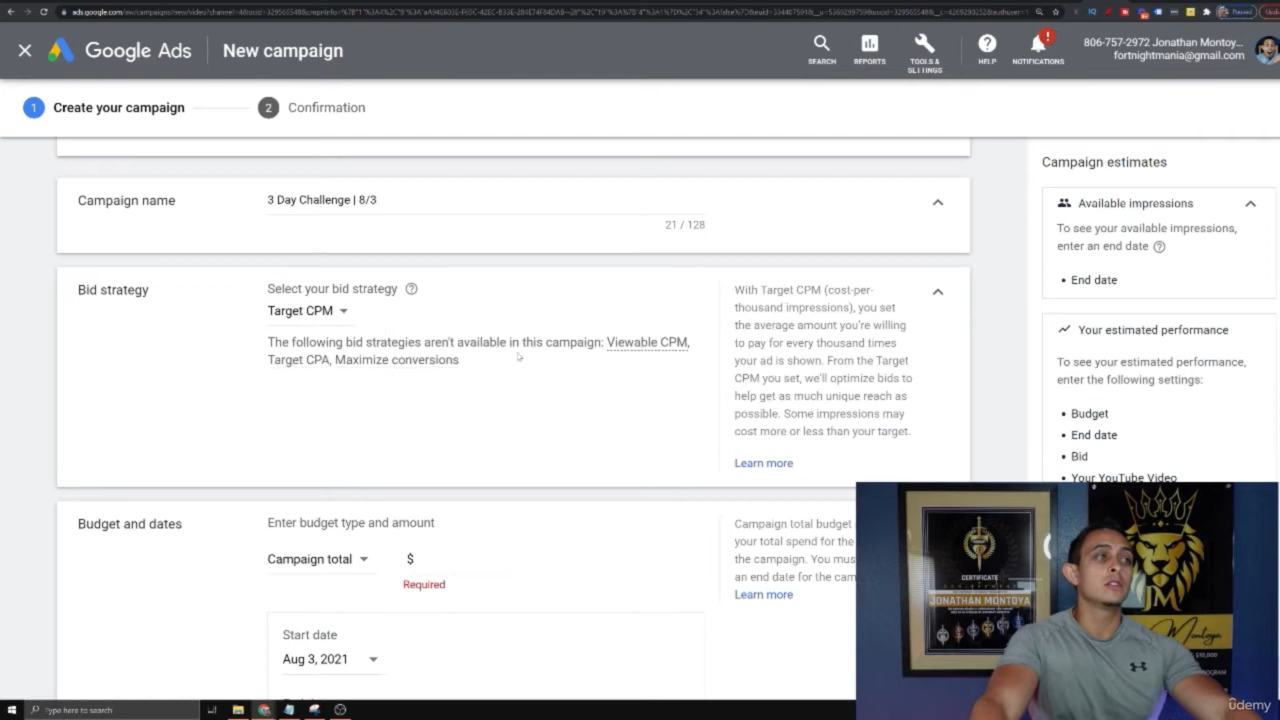 Google Ads
New campaign
SEARCH
REPORTS
TOOLS &
SETTINGS
HELP
NOTIFICATIONS
806-757-2972 Jonathan Montoy...
fortnightmania@gmail.com
1 Create your campaign
2 Confirmation
Campaign name
3 Day Challenge | 8/3
21 / 128
Bid strategy
Select your bid strategy
Target CPM
The following bid strategies aren't available in this campaign: Viewable CPM,
Target CPA, Maximize conversions
With Target CPM (cost-per-
thousand impressions), you set
the average amount you're willing
to pay for every thousand times
your ad is shown. From the Target
CPM you set, we'll optimize bids to
help get as much unique reach as
possible. Some impressions may
cost more or less than your target.
Learn more
Budget and dates
Enter budget type and amount
Campaign total
$
Required
Start date
Aug 3, 2021
Campaign total budget
your total spend for the
the campaign. You must
an end date for the cam
Learn more
Campaign estimates
Available impressions
To see your available impressions,
enter an end date
• End date
Your estimated performance
To see your estimated performance,
enter the following settings:
• Budget
• End date
• Bid
• Your YouTube Video
CERTIFICATE
JONATHAN MONTOYA
JM
Montoya
$10,000
Type here to search
ûdemy